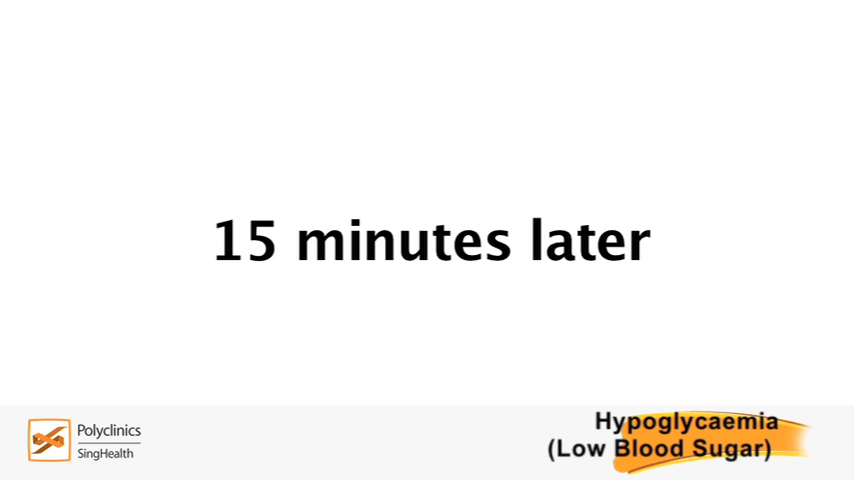 15 minutes later
Polyclinics
SingHealth
Hypoglycaemia
(Low Blood Sugar)